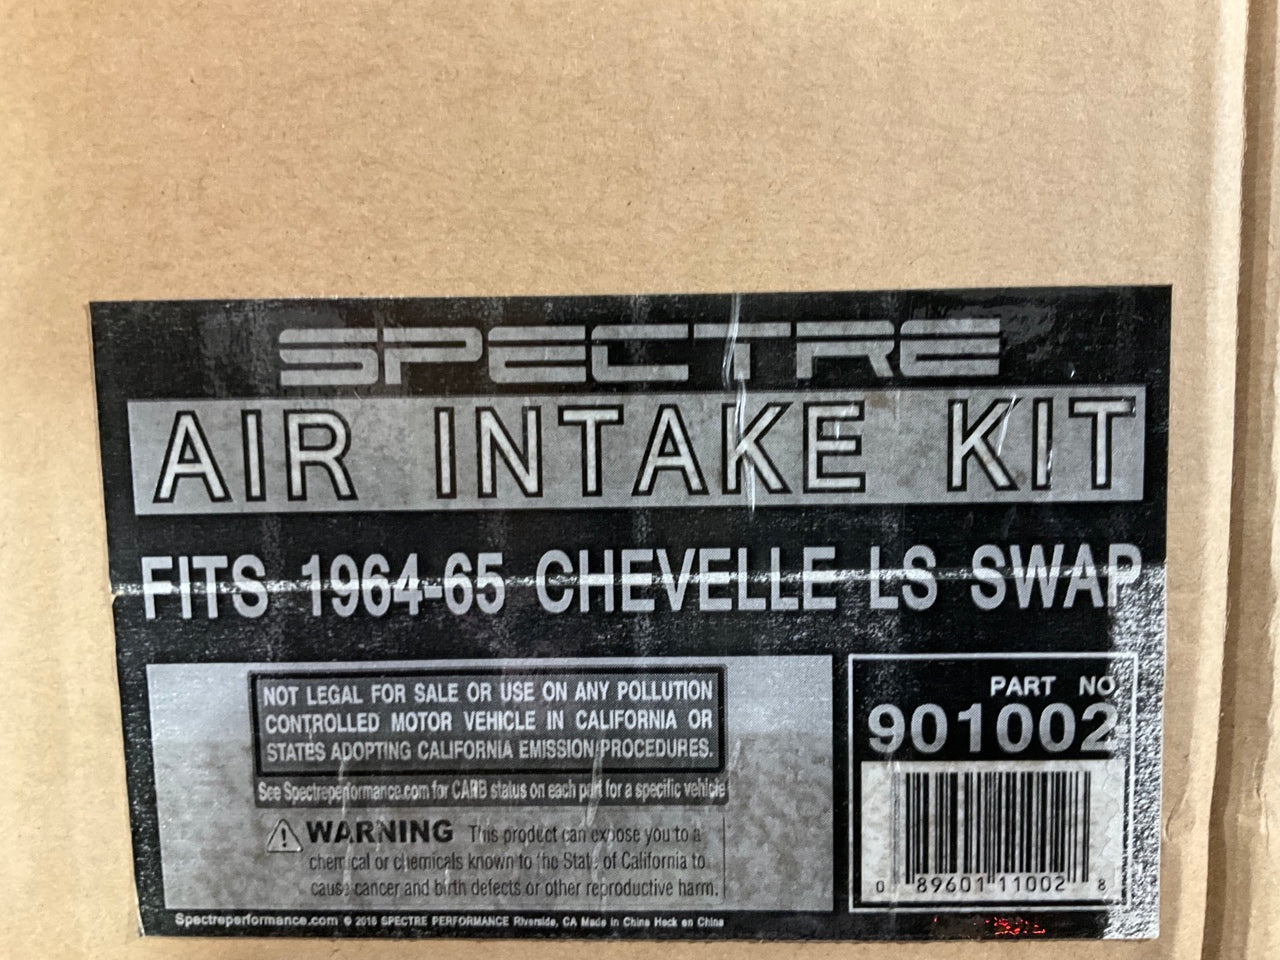 SPECTRE
AIR INTAKE KIT
FITS 1964-65 CHEVELLE LS SWAP
NOT LEGAL FOR SALE OR USE ON ANY POLLUTION
CONTROLLED MOTOR VEHICLE IN CALIFORNIA OR
STATES ADOPTING CALIFORNIA EMISSION PROCEDURES.
See Spectreperformance.com for CARB status on each part for a specific vehicle
WARNING This product can expose you to a
chemical or chemicals known to the State of California to
cause cancer and birth defects or other reproductive harm.
PART NO
901002
0 89601 11002 8
Spectreperformance.com © 2016 SPECTRE PERFORMANCE Riverside, CA Made in China Heck en China